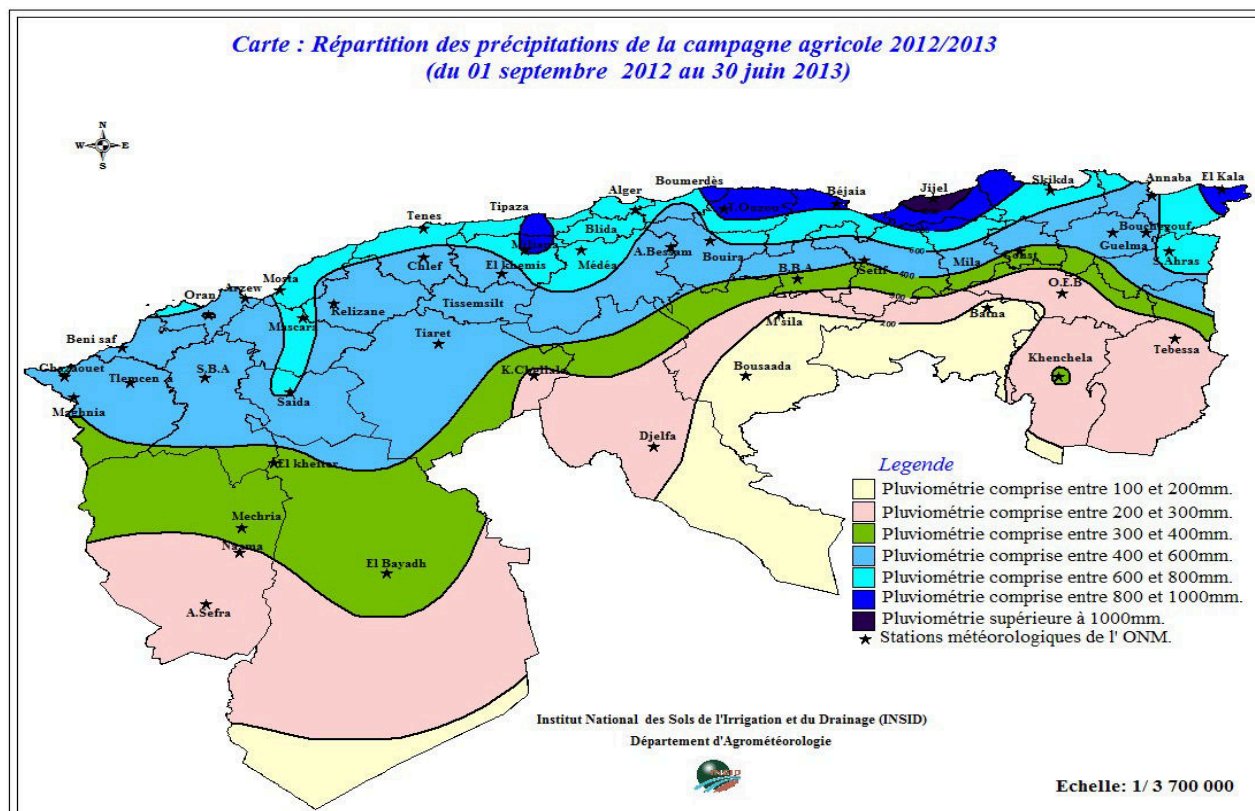 Carte : Répartition des précipitations de la campagne agricole 2012/2013
(du 01 septembre 2012 au 30 juin 2013)
N
W E
S
El Kala
Skikda
Annaba
Jijel
Béjaia
Boumerdès
Alger
Tipaza
Tenes
Blida
Bouchegouf
Guelma
S.Ahras
Médéa
A.Bessam
Bouira
600
Mila
Setif
400
B.B.A
El khemis
Chlef
Mosta
Arzew
Oran
Relizane
Tissemsilt
Mascara
O.E.B
300
200
M'sila
Batna
Tiaret
Tebessa
Beni saf
Khenchela
Ghazaouet
Tlemcen
S.B.A
K.Chellala
Bousaada
Maghnia
Saida
Djelfa
El kheiter
Mechria
Naama
El Bayadh
A.Sefra
Legende
Pluviométrie comprise entre 100 et 200mm.
Pluviométrie comprise entre 200 et 300mm.
Pluviométrie comprise entre 300 et 400mm.
Pluviométrie comprise entre 400 et 600mm.
Pluviométrie comprise entre 600 et 800mm.
Pluviométrie comprise entre 800 et 1000mm.
Pluviométrie supérieure à 1000mm.
Stations météorologiques de l' ONM.
Institut National des Sols de l'Irrigation et du Drainage (INSID)
Département d'Agrométéorologie
Echelle: 1/ 3 700 000